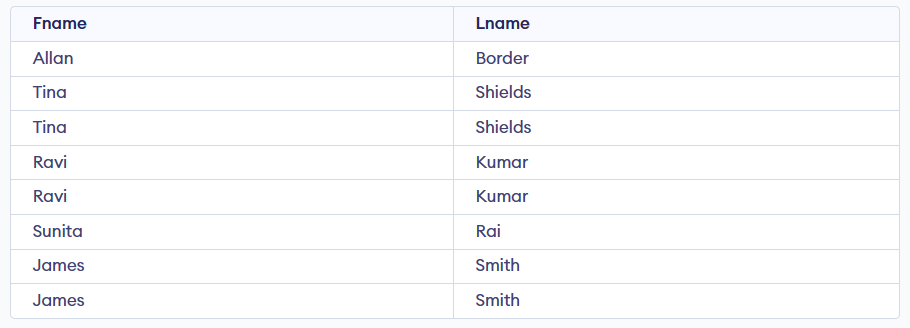 Fname Lname
Allan Border
Tina Shields
Tina Shields
Ravi Kumar
Ravi Kumar
Sunita Rai
James Smith
James Smith